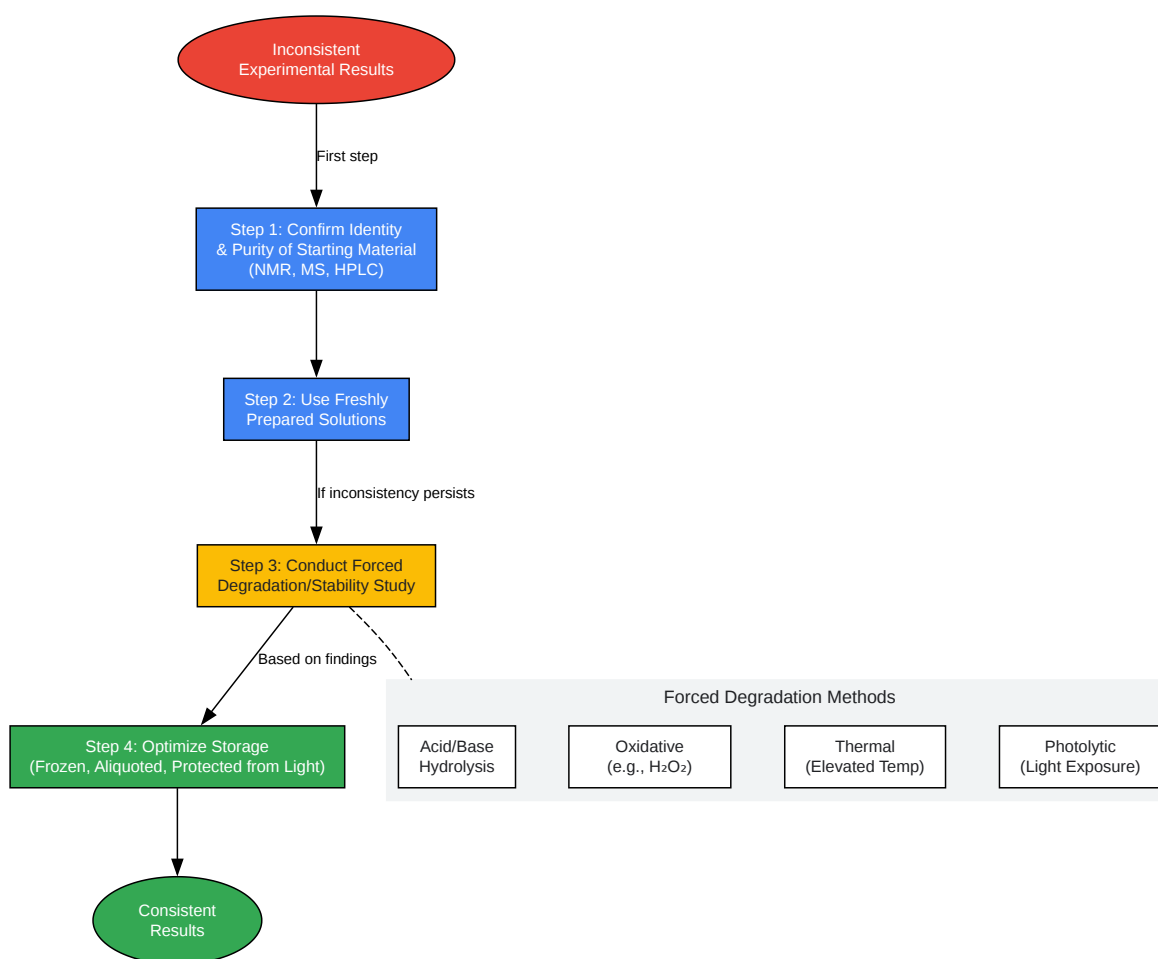 Inconsistent
Experimental Results
First step
Step 1: Confirm Identity
& Purity of Starting Material
(NMR, MS, HPLC)
Step 2: Use Freshly
Prepared Solutions
If inconsistency persists
Step 3: Conduct Forced
Degradation/Stability Study
Based on findings
Forced Degradation Methods
Step 4: Optimize Storage
(Frozen, Aliquoted, Protected from Light)
Acid/Base
Hydrolysis
Oxidative
(e.g., H₂O₂)
Thermal
(Elevated Temp)
Photolytic
(Light Exposure)
Consistent
Results